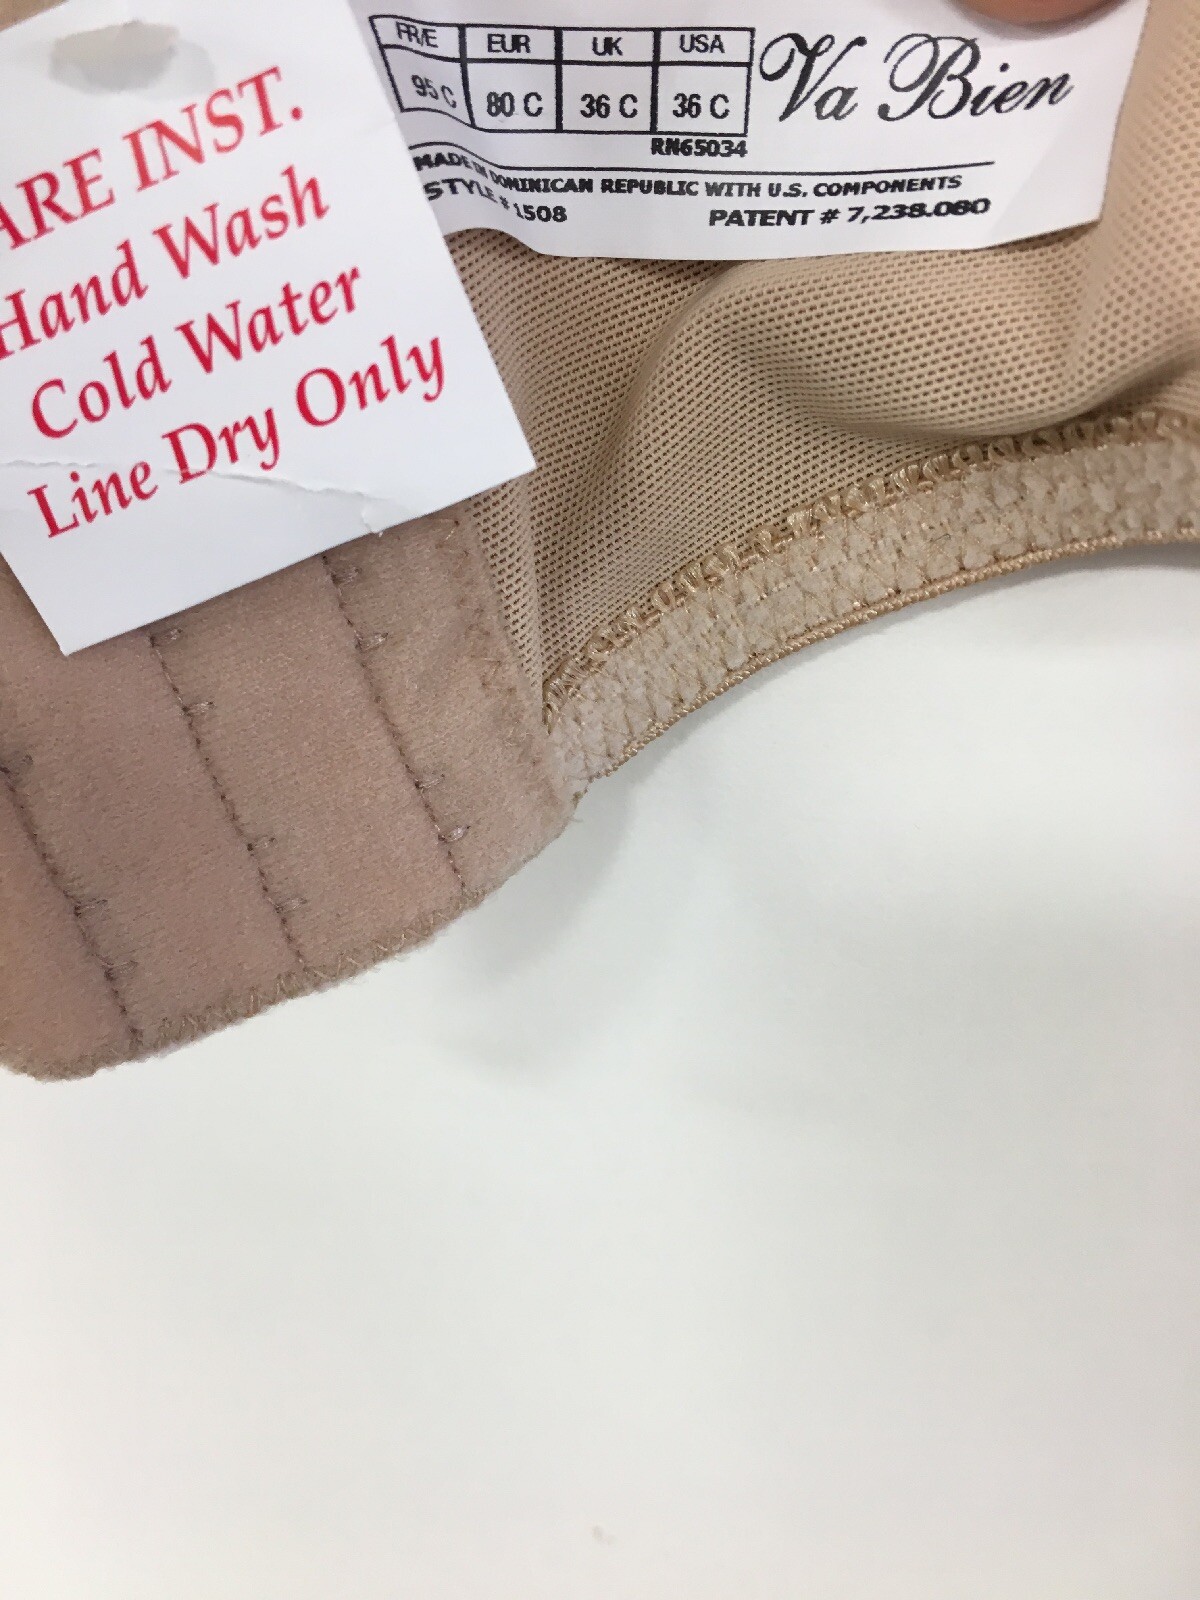 FR/E EUR UK USA
95 C 80 C 36 C 36 C
Va Bien
RN65034
MADE IN DOMINICAN REPUBLIC WITH U.S. COMPONENTS
STYLE # 1508 PATENT # 7,238.080
ARE INST.
Hand Wash
Cold Water
Line Dry Only